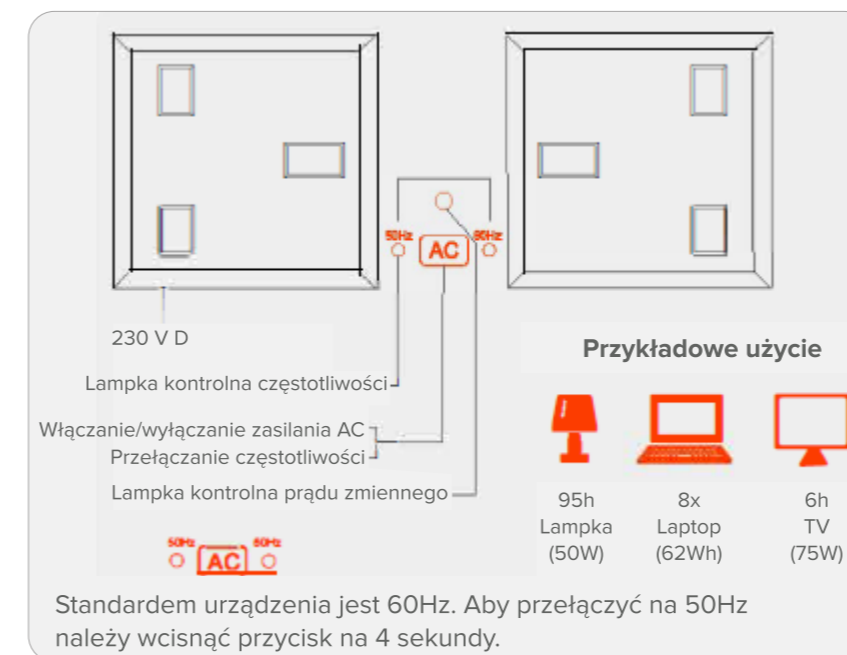 50Hz
AC
60Hz
230 V D
Lampka kontrolna częstotliwości
Włączanie/wyłączanie zasilania AC
Przełączanie częstotliwości
Lampka kontrolna prądu zmiennego
50Hz
AC
60Hz
Przykładowe użycie
95h
Lampka
(50W)
8x
Laptop
(62Wh)
6h
TV
(75W)
Standardem urządzenia jest 60Hz. Aby przełączyć na 50Hz
należy wcisnąć przycisk na 4 sekundy.